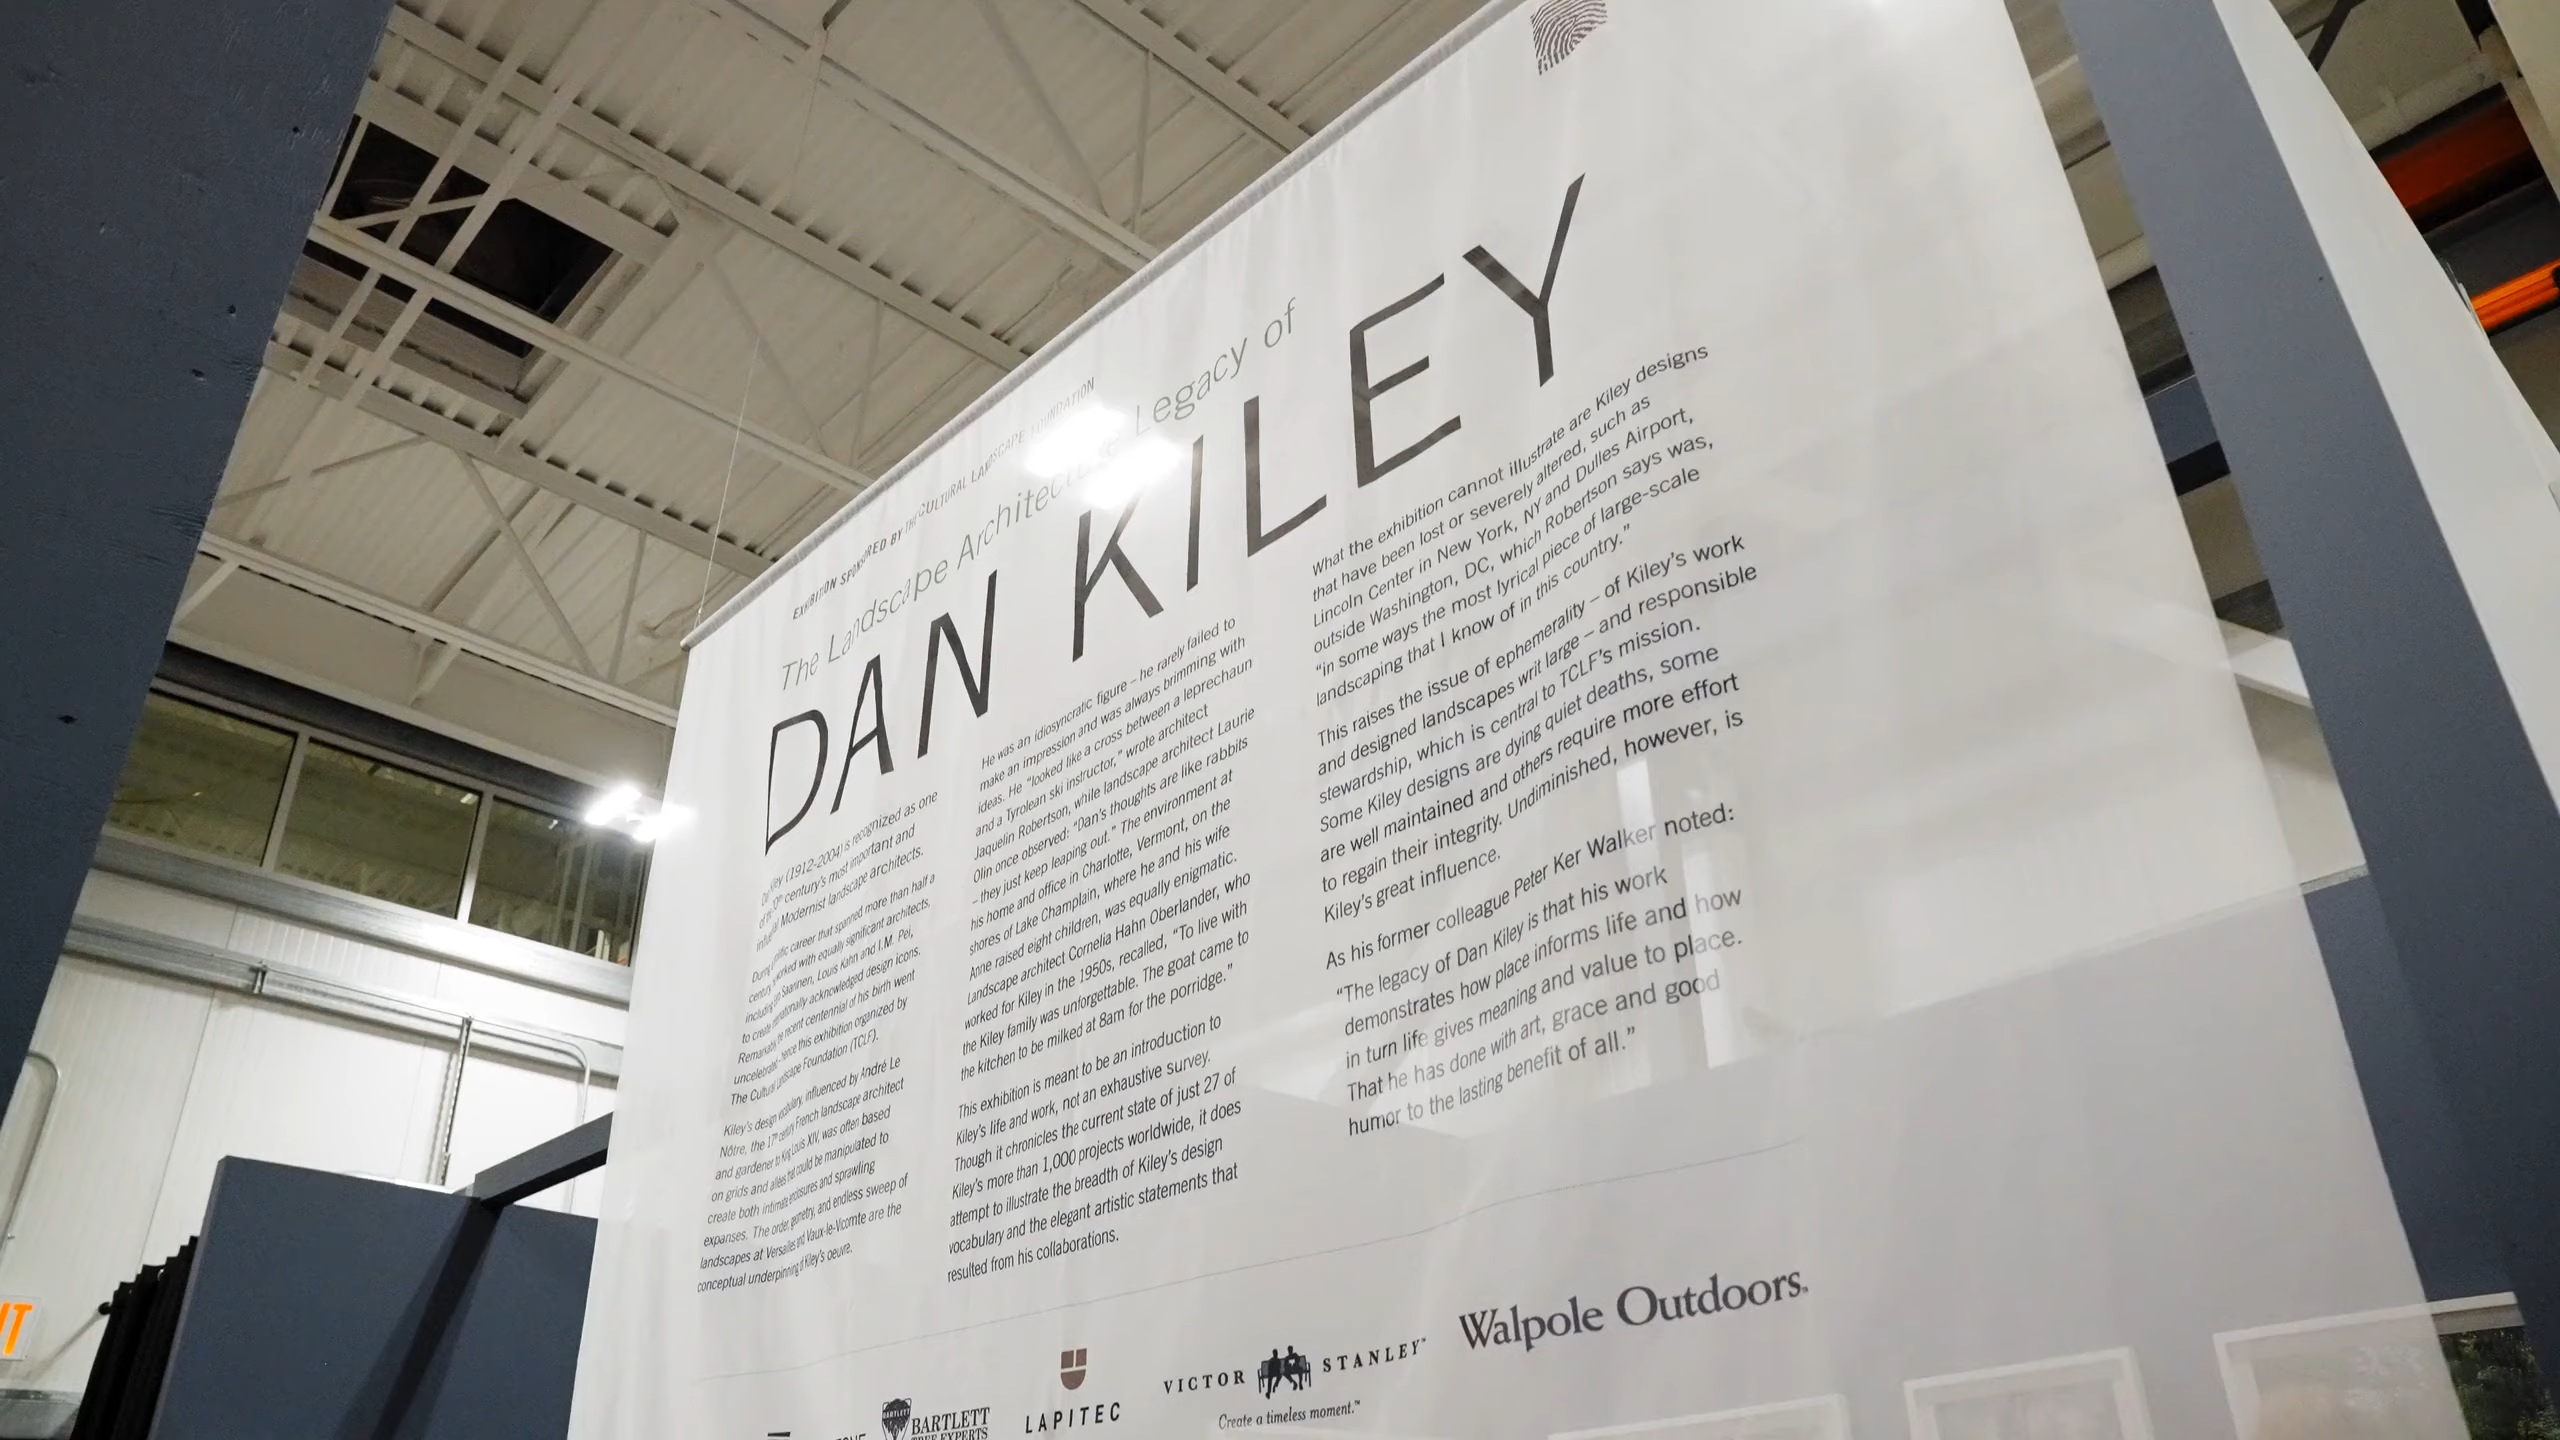 EXHIBITION SPONSORED BY THE CULTURAL LANDSCAPE FOUNDATION
The Landscape Architecture Legacy of
DAN KILEY
Kiley (1912–2004) is recognized as one
century's most important and
Modernist landscape architects.
career that spanned more than half a
century, worked with equally significant architects,
including Saarinen, Louis Kahn and I.M. Pei,
to create internationally acknowledged design icons.
Remarkably, the recent centennial of his birth went
uncelebrated – hence this exhibition organized by
The Cultural Landscape Foundation (TCLF).
Kiley's design vocabulary, influenced by André Le
Nôtre, the 17th century French landscape architect
and gardener to King Louis XIV, was often based
on grids and allées that could be manipulated to
create both intimate enclosures and sprawling
expanses. The order, geometry, and endless sweep of
landscapes at Versailles and Vaux-le-Vicomte are the
conceptual underpinning of Kiley's oeuvre.
He was an idiosyncratic figure – he rarely failed to
make an impression and was always brimming with
ideas. He “looked like a cross between a leprechaun
and a Tyrolean ski instructor,” wrote architect
Jaquelin Robertson, while landscape architect Laurie
Olin once observed: “Dan's thoughts are like rabbits
– they just keep leaping out.” The environment at
his home and office in Charlotte, Vermont, on the
shores of Lake Champlain, where he and his wife
Anne raised eight children, was equally enigmatic.
Landscape architect Cornelia Hahn Oberlander, who
worked for Kiley in the 1950s, recalled, “To live with
the Kiley family was unforgettable. The goat came to
the kitchen to be milked at 8am for the porridge.”
This exhibition is meant to be an introduction to
Kiley's life and work, not an exhaustive survey.
Though it chronicles the current state of just 27 of
Kiley's more than 1,000 projects worldwide, it does
attempt to illustrate the breadth of Kiley's design
vocabulary and the elegant artistic statements that
resulted from his collaborations.
What the exhibition cannot illustrate are Kiley designs
that have been lost or severely altered, such as
Lincoln Center in New York, NY and Dulles Airport,
outside Washington, DC, which Robertson says was,
“in some ways the most lyrical piece of large-scale
landscaping that I know of in this country.”
This raises the issue of ephemerality – of Kiley's work
and designed landscapes writ large – and responsible
stewardship, which is central to TCLF's mission.
Some Kiley designs are dying quiet deaths, some
are well maintained and others require more effort
to regain their integrity. Undiminished, however, is
Kiley's great influence.
As his former colleague Peter Ker Walker noted:
“The legacy of Dan Kiley is that his work
demonstrates how place informs life and how
in turn life gives meaning and value to place.
That he has done with art, grace and good
humor to the lasting benefit of all.”
BARTLETT
TREE EXPERTS
LAPITEC
VICTOR STANLEY™
Create a timeless moment.™
Walpole Outdoors
IT